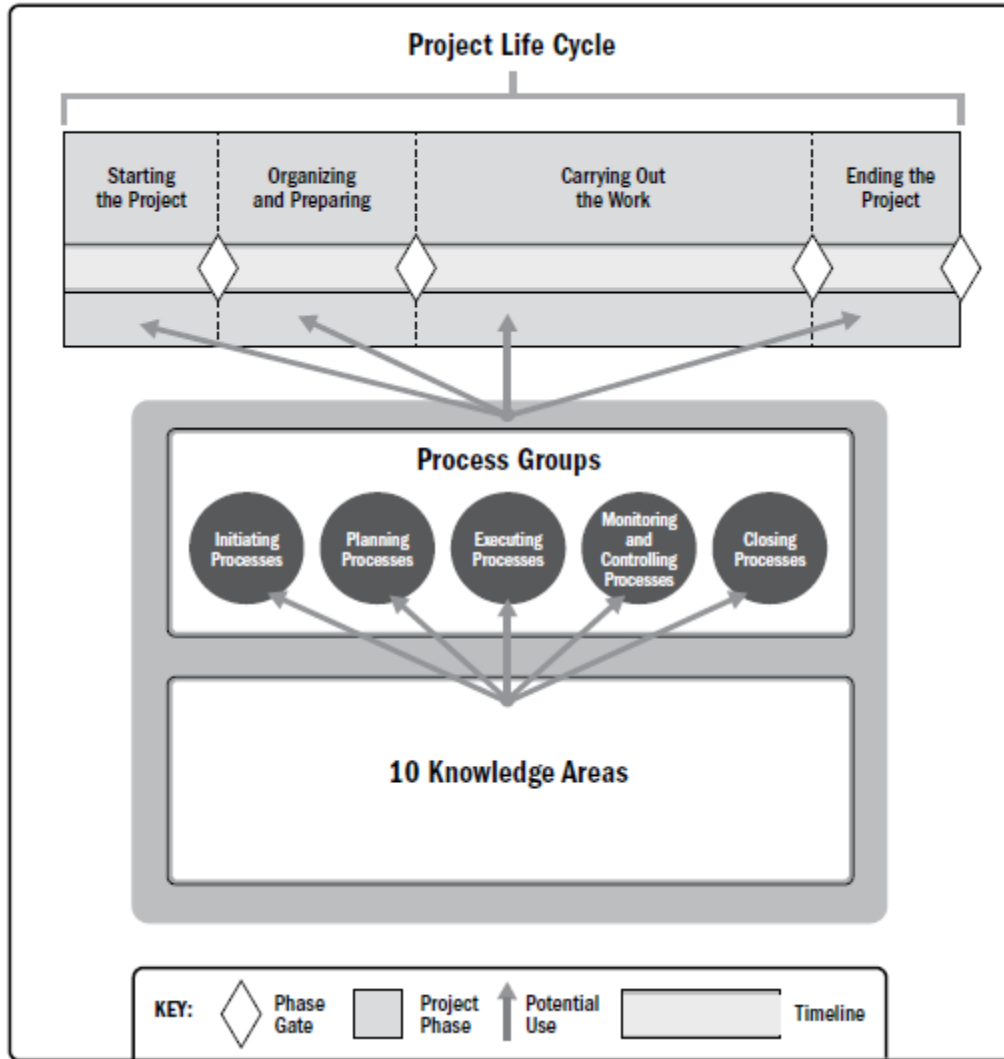 Project Life Cycle
Starting
the Project
Organizing
and Preparing
Carrying Out
the Work
Ending the
Project
Process Groups
Initiating
Processes
Planning
Processes
Executing
Processes
Monitoring
and
Controlling
Processes
Closing
Processes
10 Knowledge Areas
KEY:
Phase
Gate
Project
Phase
Potential
Use
Timeline